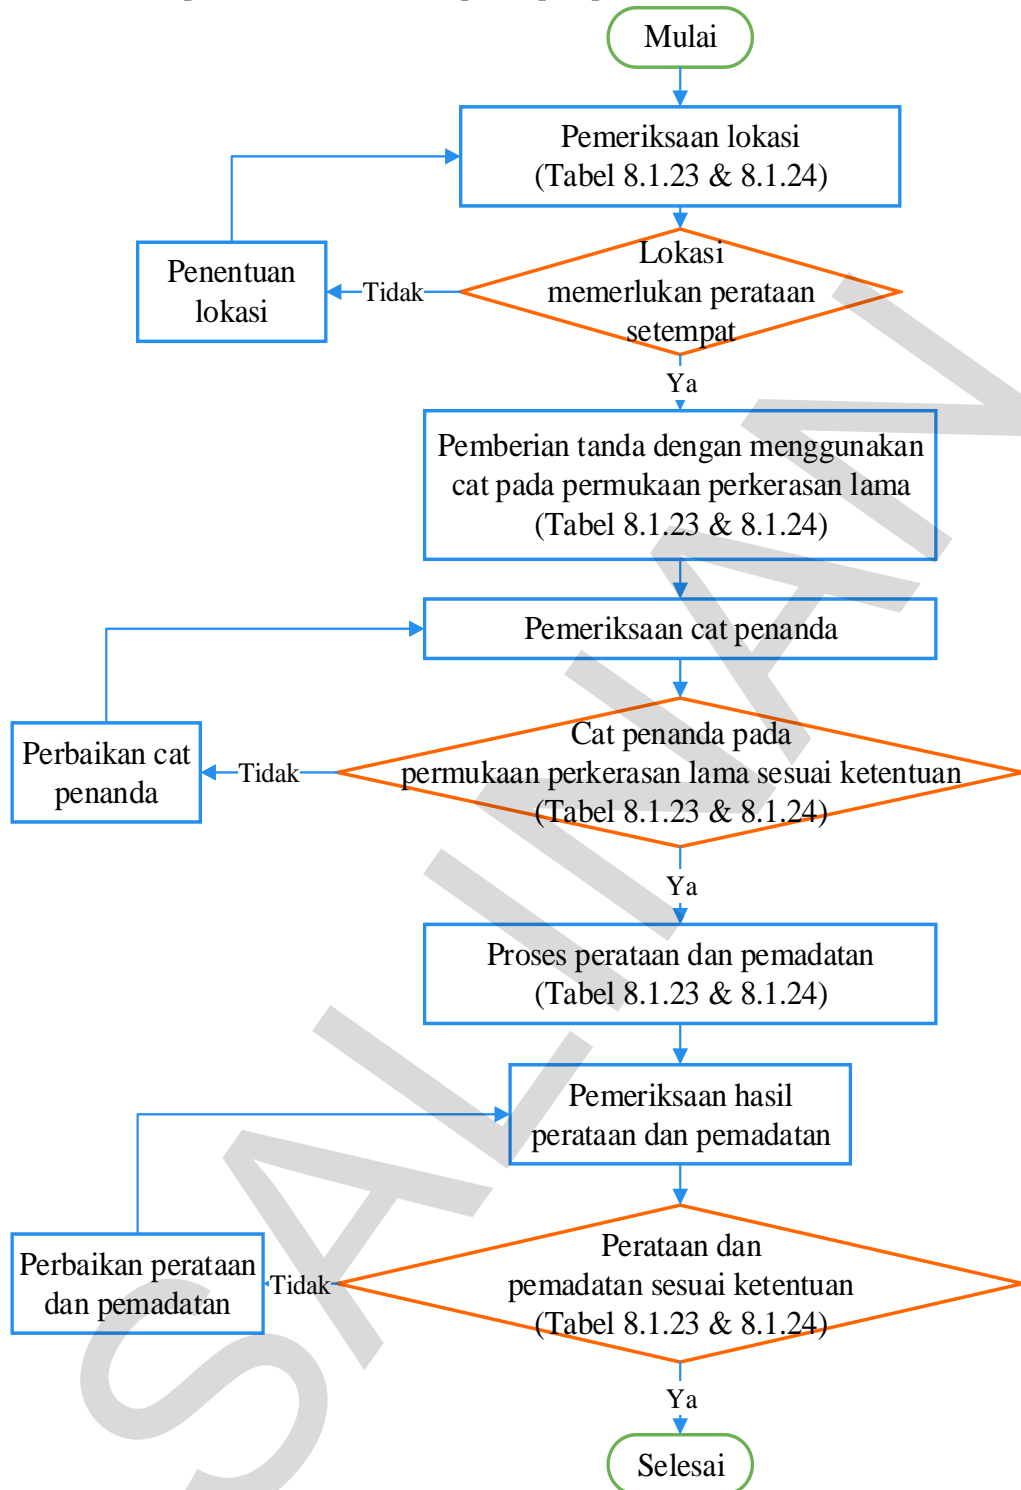 Mulai
Pemeriksaan lokasi
(Tabel 8.1.23 & 8.1.24)
Penentuan
lokasi
Tidak
Lokasi
memerlukan perataan
setempat
Ya
Pemberian tanda dengan menggunakan
cat pada permukaan perkerasan lama
(Tabel 8.1.23 & 8.1.24)
Pemeriksaan cat penanda
Perbaikan cat
penanda
Tidak
Cat penanda pada
permukaan perkerasan lama sesuai ketentuan
(Tabel 8.1.23 & 8.1.24)
Ya
Proses perataan dan pemadatan
(Tabel 8.1.23 & 8.1.24)
Pemeriksaan hasil
perataan dan pemadatan
Perbaikan perataan
dan pemadatan
Tidak
Perataan dan
pemadatan sesuai ketentuan
(Tabel 8.1.23 & 8.1.24)
Ya
Selesai
SALINAN